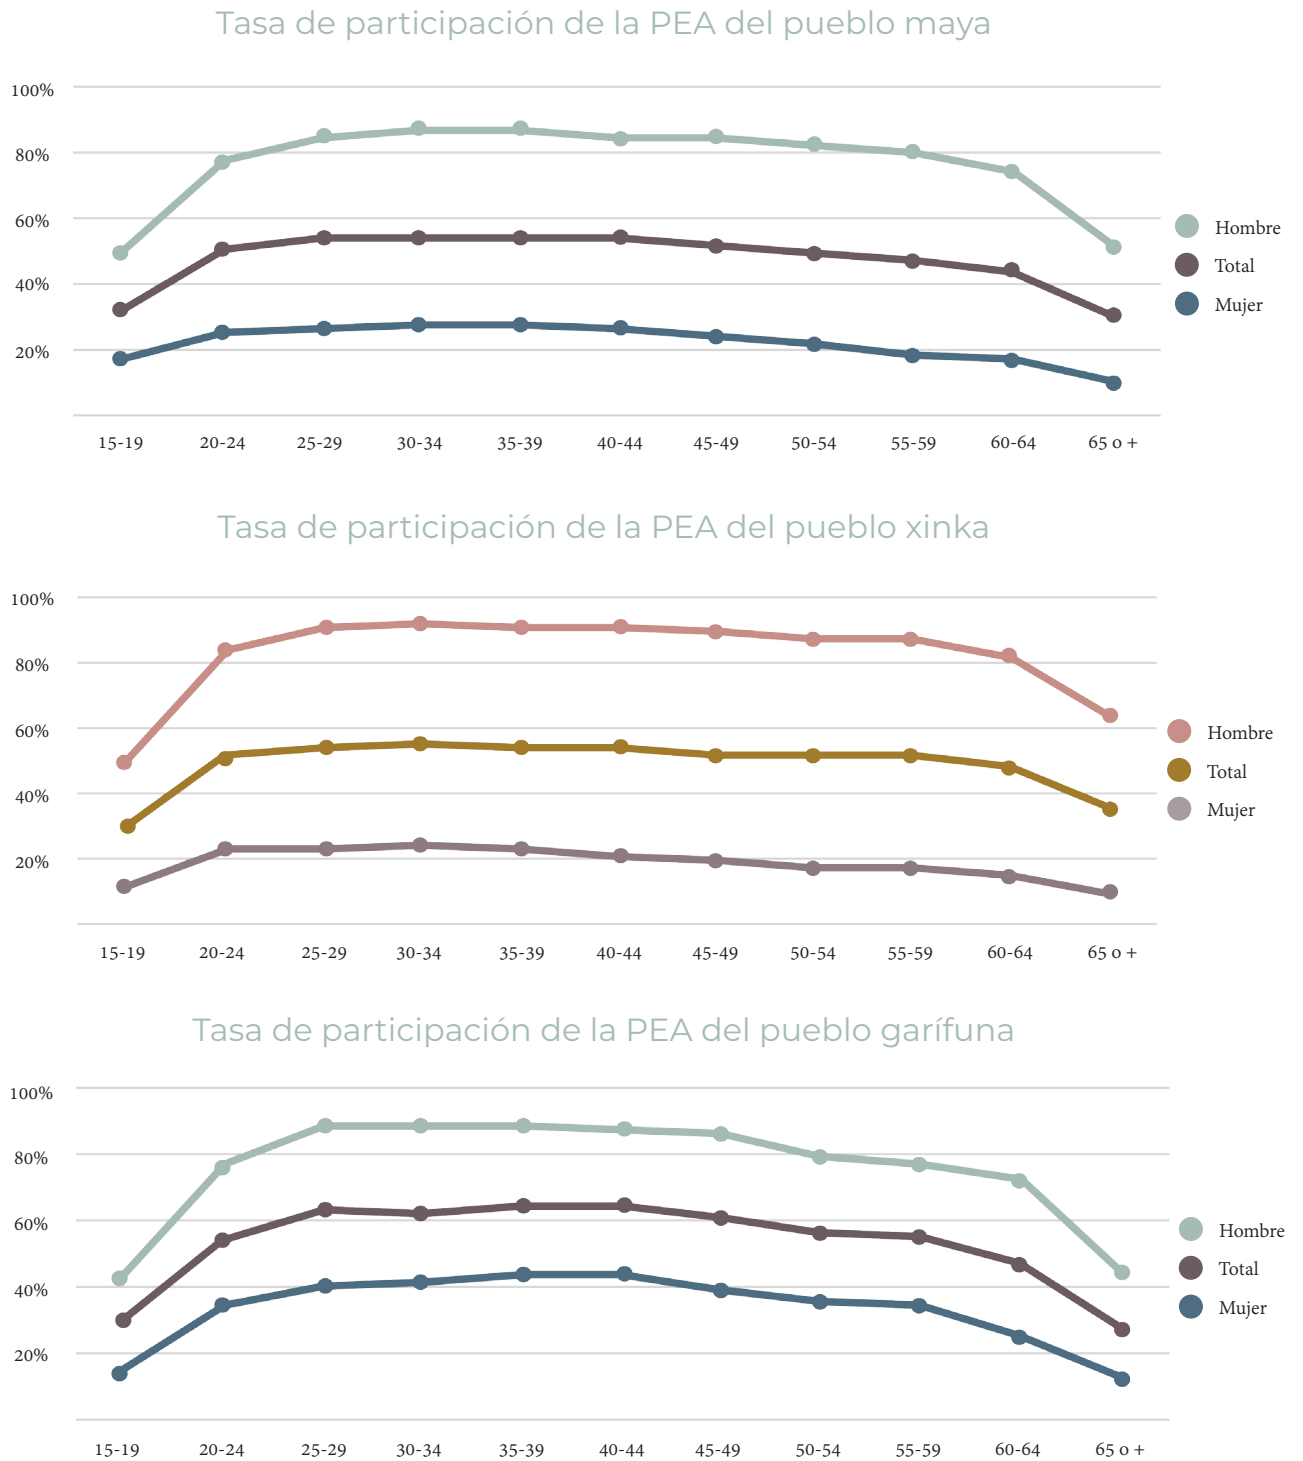 Tasa de participación de la PEA del pueblo maya
100%
80%
60%
40%
20%
15-19 20-24 25-29 30-34 35-39 40-44 45-49 50-54 55-59 60-64 65 o +
Hombre
Total
Mujer
Tasa de participación de la PEA del pueblo xinka
100%
80%
60%
40%
20%
15-19 20-24 25-29 30-34 35-39 40-44 45-49 50-54 55-59 60-64 65 o +
Hombre
Total
Mujer
Tasa de participación de la PEA del pueblo garífuna
100%
80%
60%
40%
20%
15-19 20-24 25-29 30-34 35-39 40-44 45-49 50-54 55-59 60-64 65 o +
Hombre
Total
Mujer